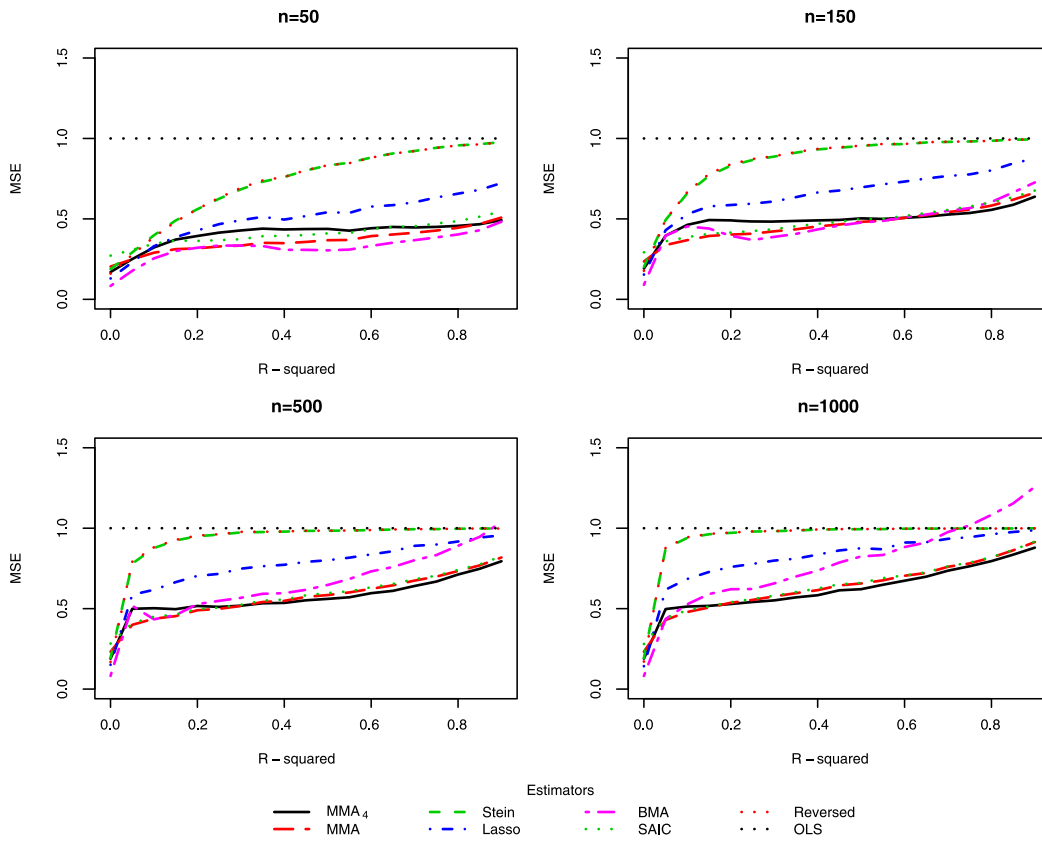 n=50
n=150
MSE
0.0 0.5 1.0 1.5
0.0 0.2 0.4 0.6 0.8
R − squared
MSE
0.0 0.5 1.0 1.5
0.0 0.2 0.4 0.6 0.8
R − squared
n=500
n=1000
MSE
0.0 0.5 1.0 1.5
0.0 0.2 0.4 0.6 0.8
R − squared
MSE
0.0 0.5 1.0 1.5
0.0 0.2 0.4 0.6 0.8
R − squared
Estimators
MMA 4 Stein BMA Reversed
MMA Lasso SAIC OLS